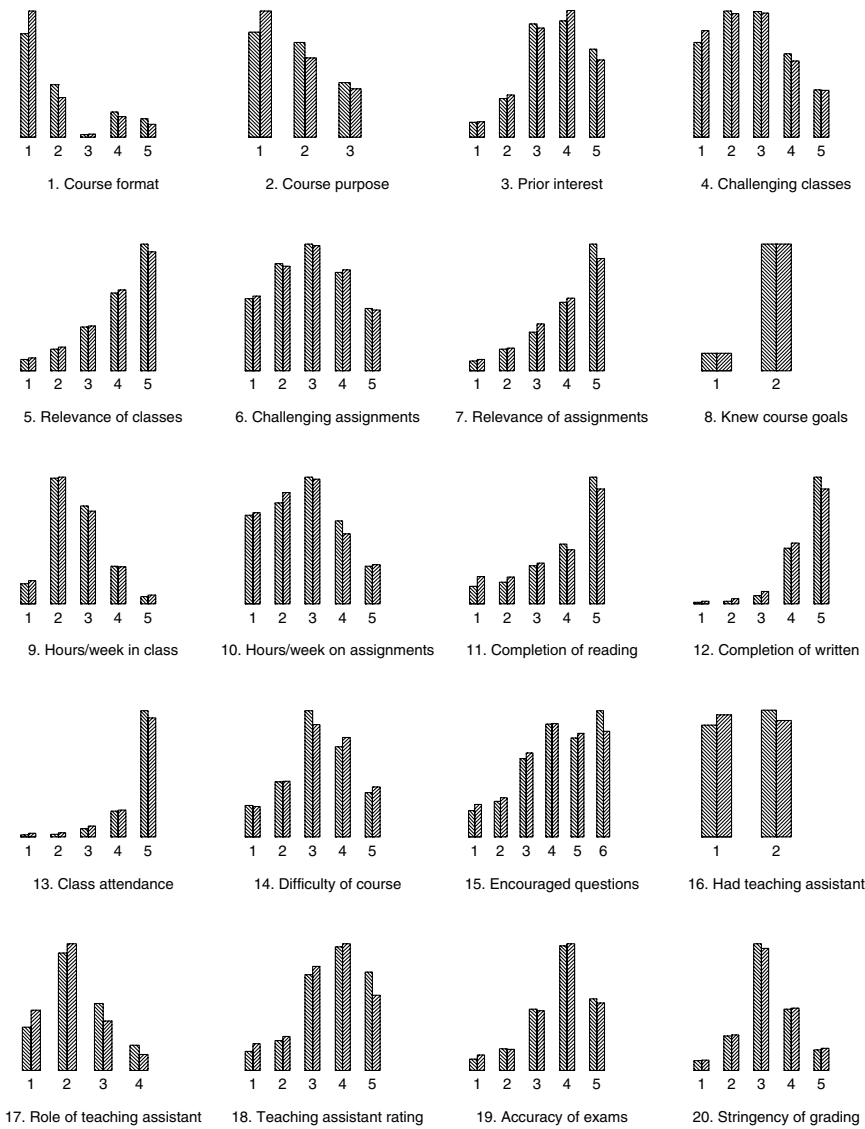 1 2 3 4 5
1 2 3
1 2 3 4 5
1 2 3 4 5
1. Course format
2. Course purpose
3. Prior interest
4. Challenging classes
1 2 3 4 5
1 2 3 4 5
1 2 3 4 5
1 2
5. Relevance of classes
6. Challenging assignments
7. Relevance of assignments
8. Knew course goals
1 2 3 4 5
1 2 3 4 5
1 2 3 4 5
1 2 3 4 5
9. Hours/week in class
10. Hours/week on assignments
11. Completion of reading
12. Completion of written
1 2 3 4 5
1 2 3 4 5
1 2 3 4 5 6
1 2
13. Class attendance
14. Difficulty of course
15. Encouraged questions
16. Had teaching assistant
1 2 3 4
1 2 3 4 5
1 2 3 4 5
1 2 3 4 5
17. Role of teaching assistant
18. Teaching assistant rating
19. Accuracy of exams
20. Stringency of grading